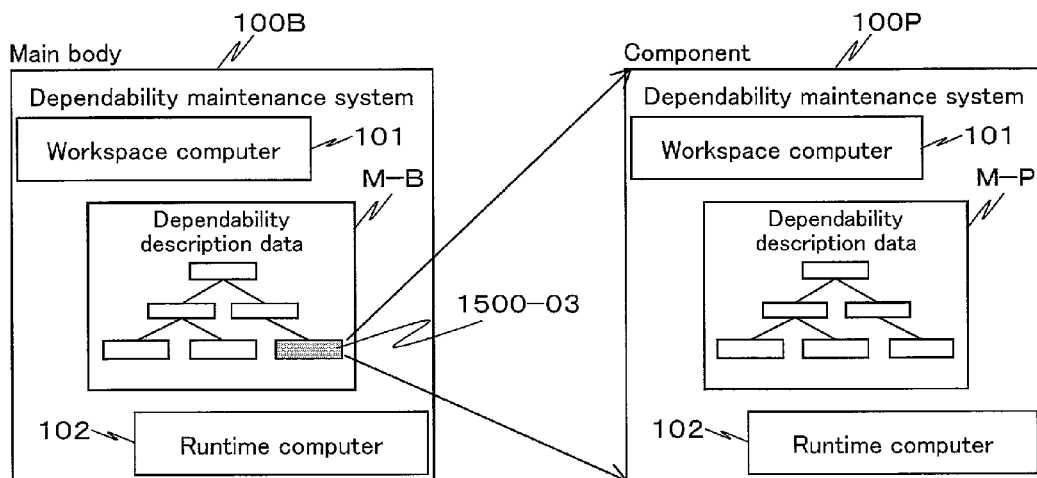 100B
Main body
Dependability maintenance system
Workspace computer
101
M-B
Dependability
description data
1500-03
102
Runtime computer
100P
Component
Dependability maintenance system
Workspace computer
101
M-P
Dependability
description data
102
Runtime computer